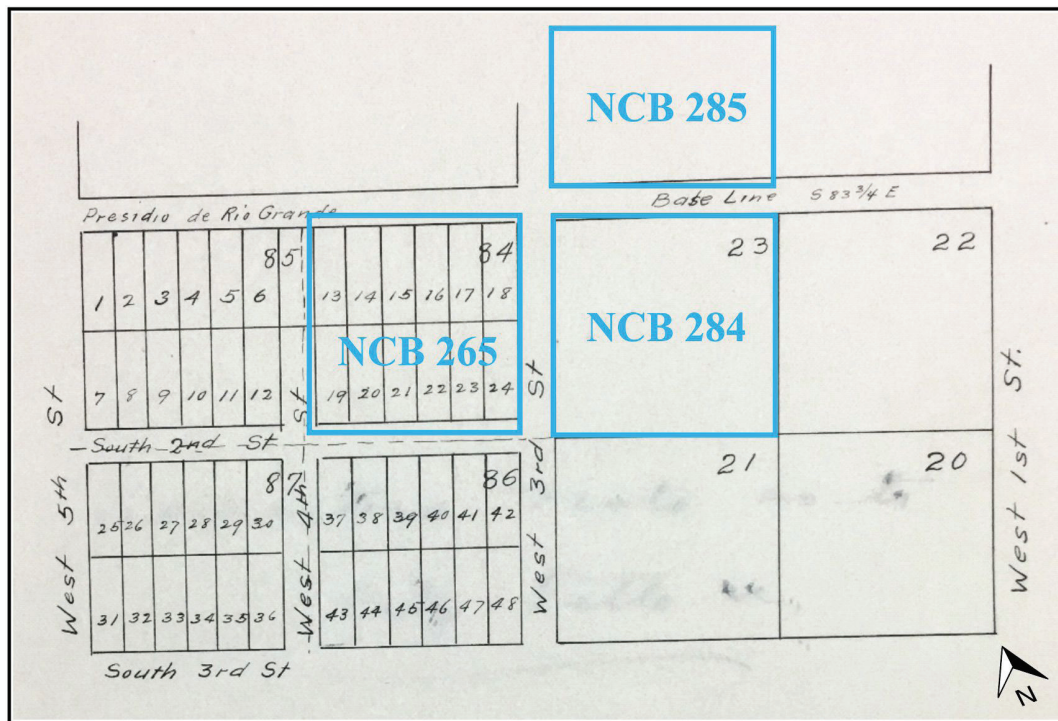 NCB 285
Base Line S 83 3/4 E
Presidio de Rio Grande
85
84
23
22
1 2 3 4 5 6
13 14 15 16 17 18
NCB 265
NCB 284
7 8 9 10 11 12
19 20 21 22 23 24
South 2nd St
87
86
21
20
25 26 27 28 29 30
37 38 39 40 41 42
31 32 33 34 35 36
43 44 45 46 47 48
South 3rd St
West 5th St
West 4th St
West 3rd St
West 1st St.
N